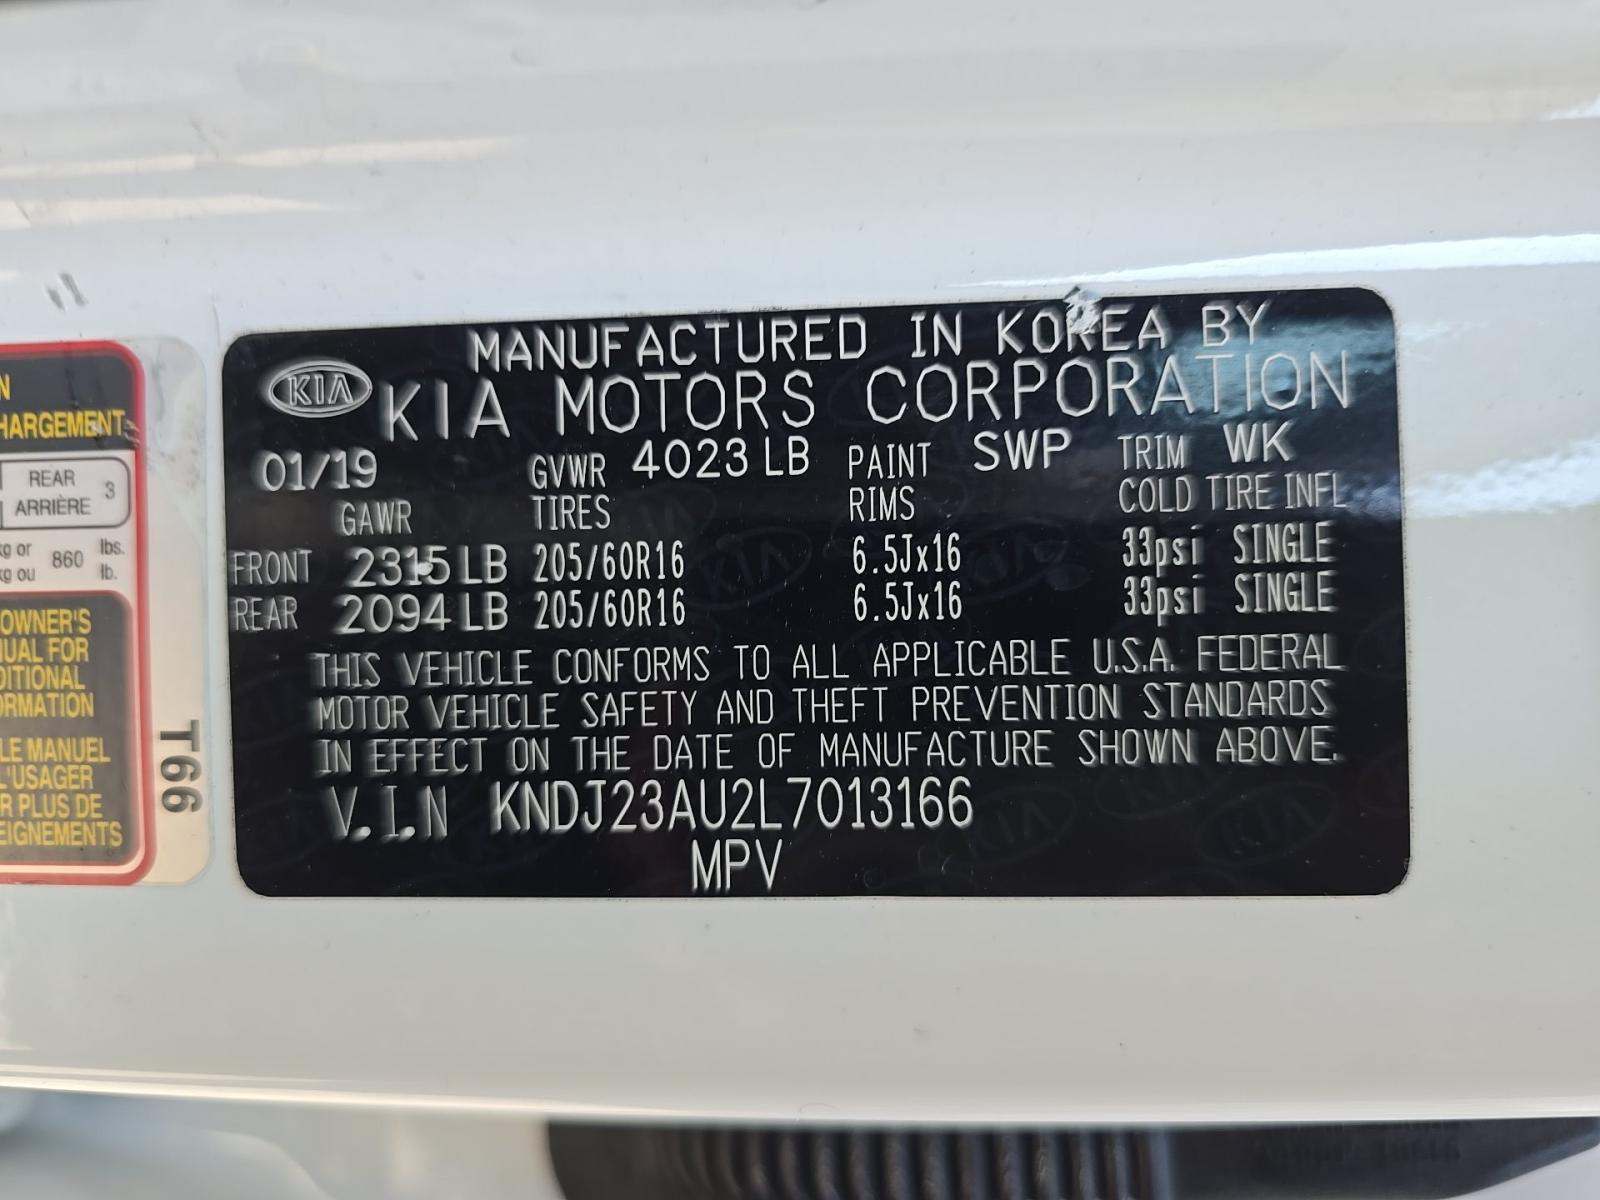 N
HARGEMENT
REAR
ARRIÈRE 3
kg or 860 lbs.
kg ou lb.
OWNER'S
UAL FOR
DITIONAL
ORMATION
LE MANUEL
L'USAGER
R PLUS DE
EIGNEMENTS
T66
KIA
MANUFACTURED IN KOREA BY
KIA MOTORS CORPORATION
01/19 GVWR 4023 LB PAINT SWP TRIM WK
GAWR TIRES RIMS COLD TIRE INFL
FRONT 2315 LB 205/60R16 6.5Jx16 33psi SINGLE
REAR 2094 LB 205/60R16 6.5Jx16 33psi SINGLE
THIS VEHICLE CONFORMS TO ALL APPLICABLE U.S.A. FEDERAL
MOTOR VEHICLE SAFETY AND THEFT PREVENTION STANDARDS
IN EFFECT ON THE DATE OF MANUFACTURE SHOWN ABOVE.
V.I.N KNDJ23AU2L7013166
MPV